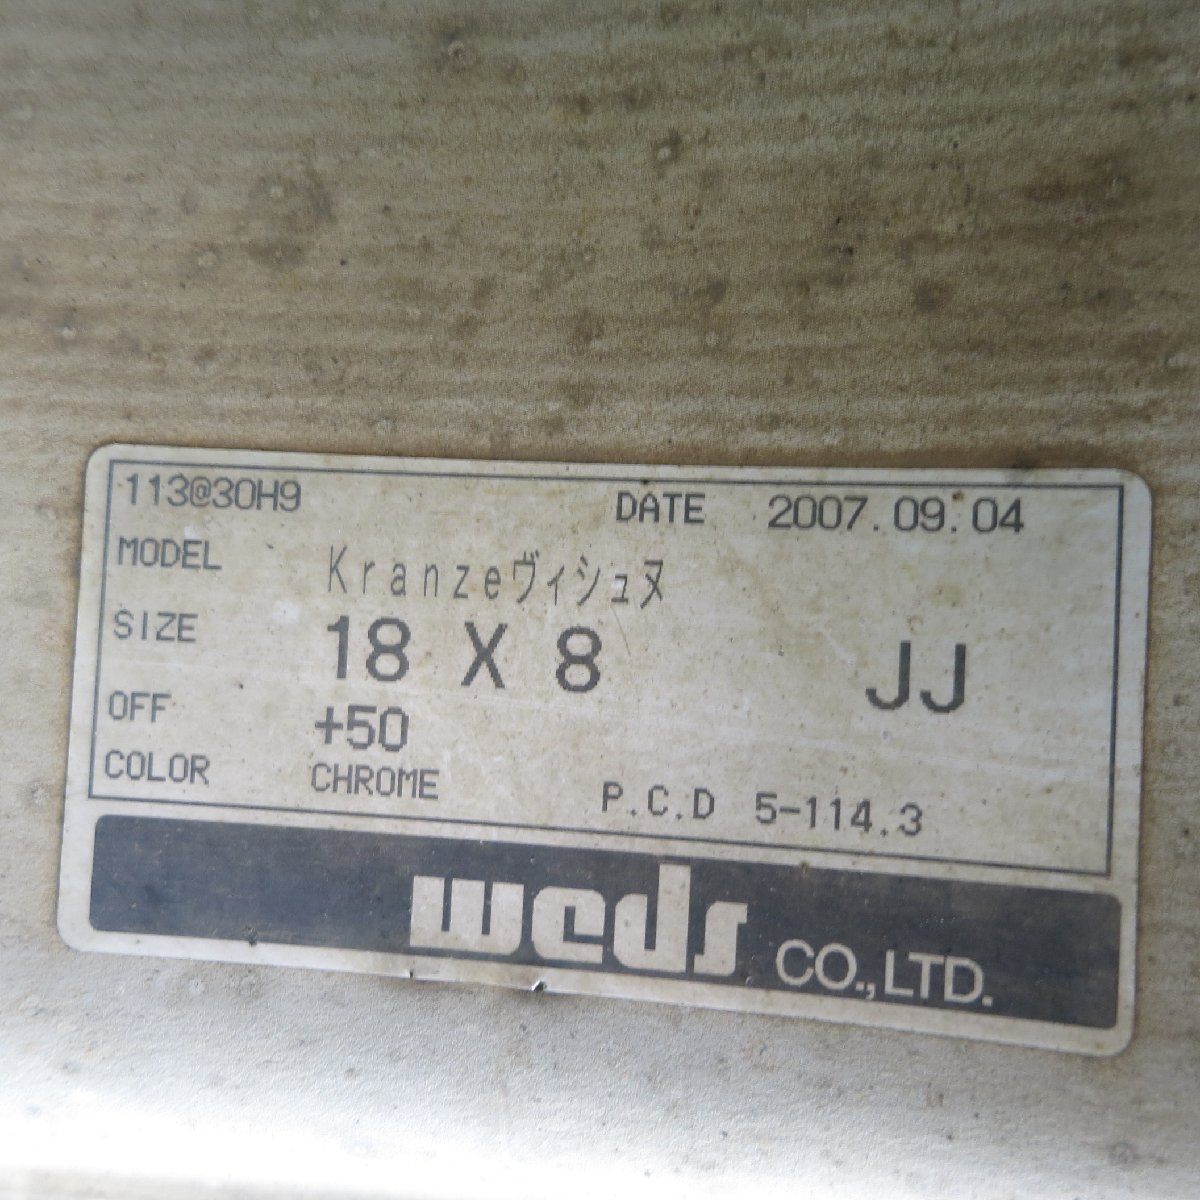 113@30H9 DATE 2007.09.04
MODEL Kranzeヴィシュヌ
SIZE 18 X 8 JJ
OFF +50
COLOR CHROME P.C.D 5-114.3
weds CO.,LTD.